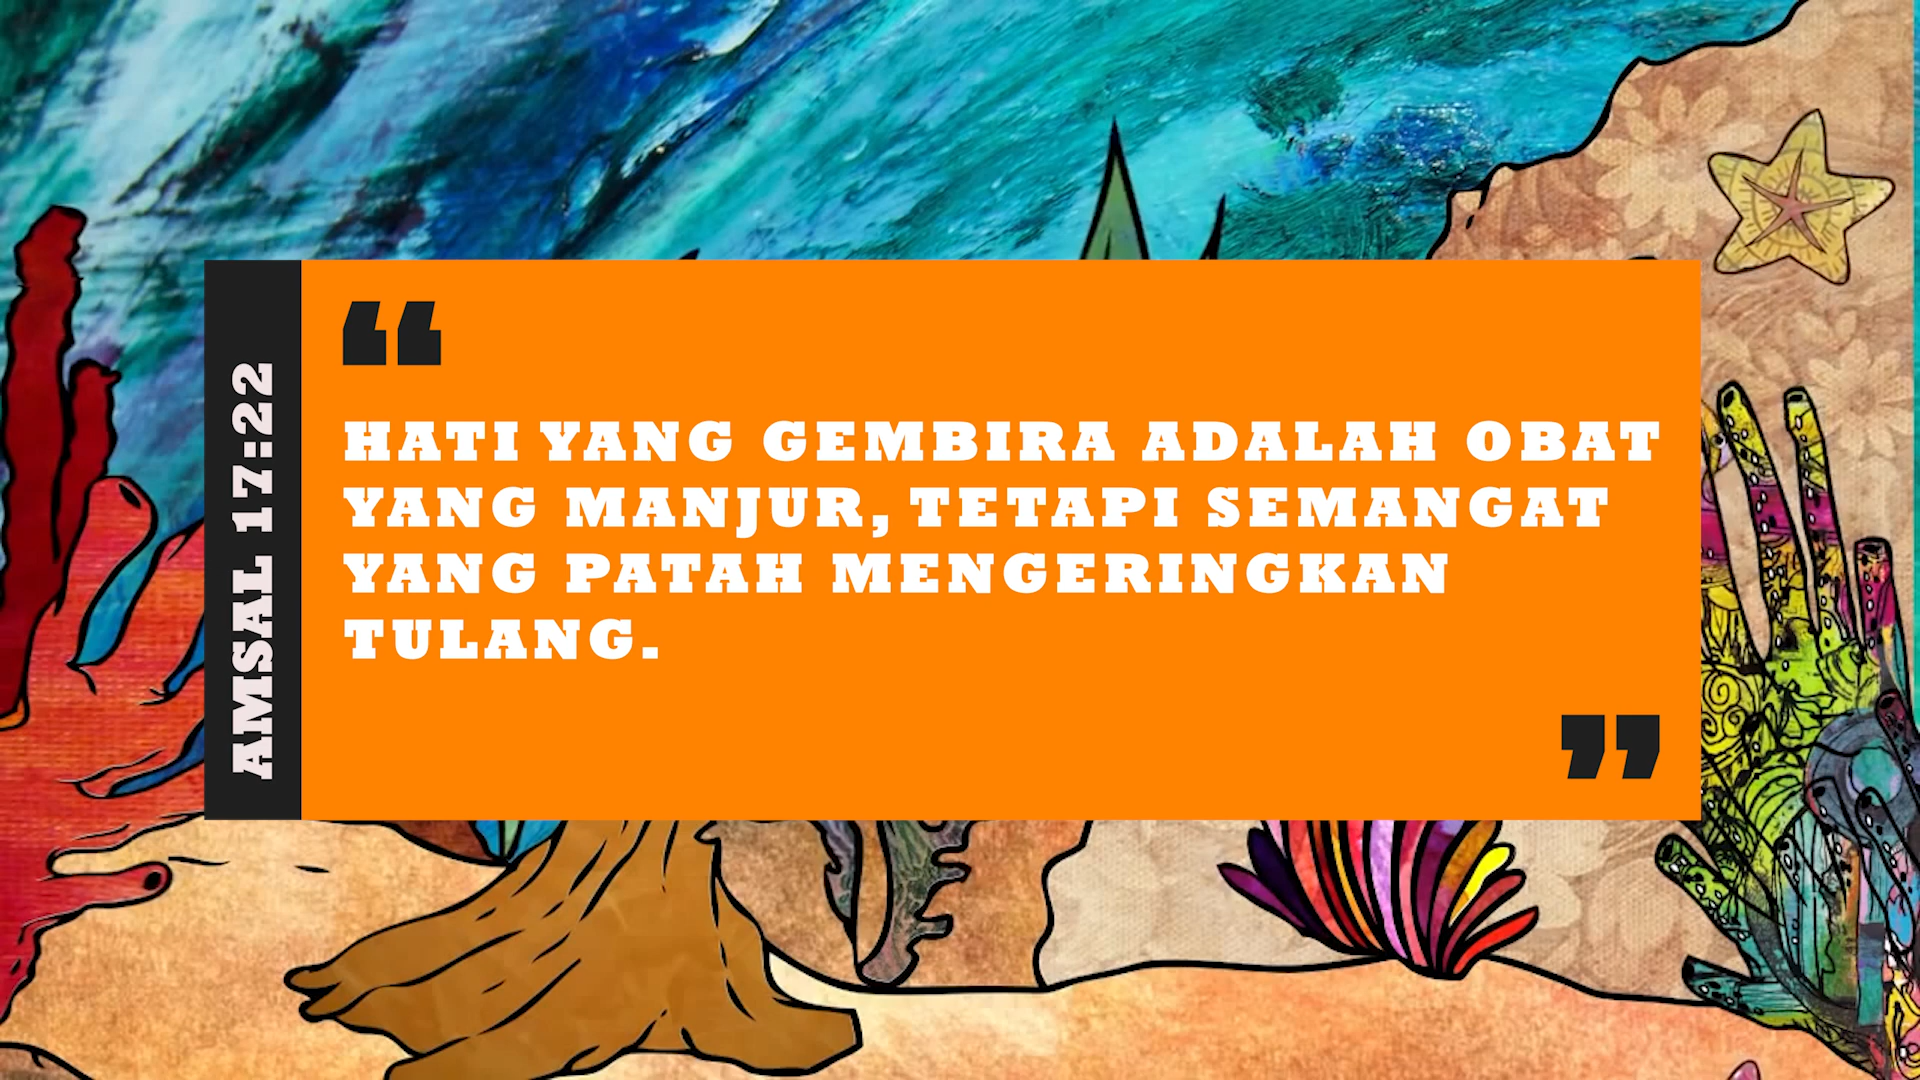 AMSAL 17:22
“
HATI YANG GEMBIRA ADALAH OBAT
YANG MANJUR, TETAPI SEMANGAT
YANG PATAH MENGERINGKAN
TULANG.
”